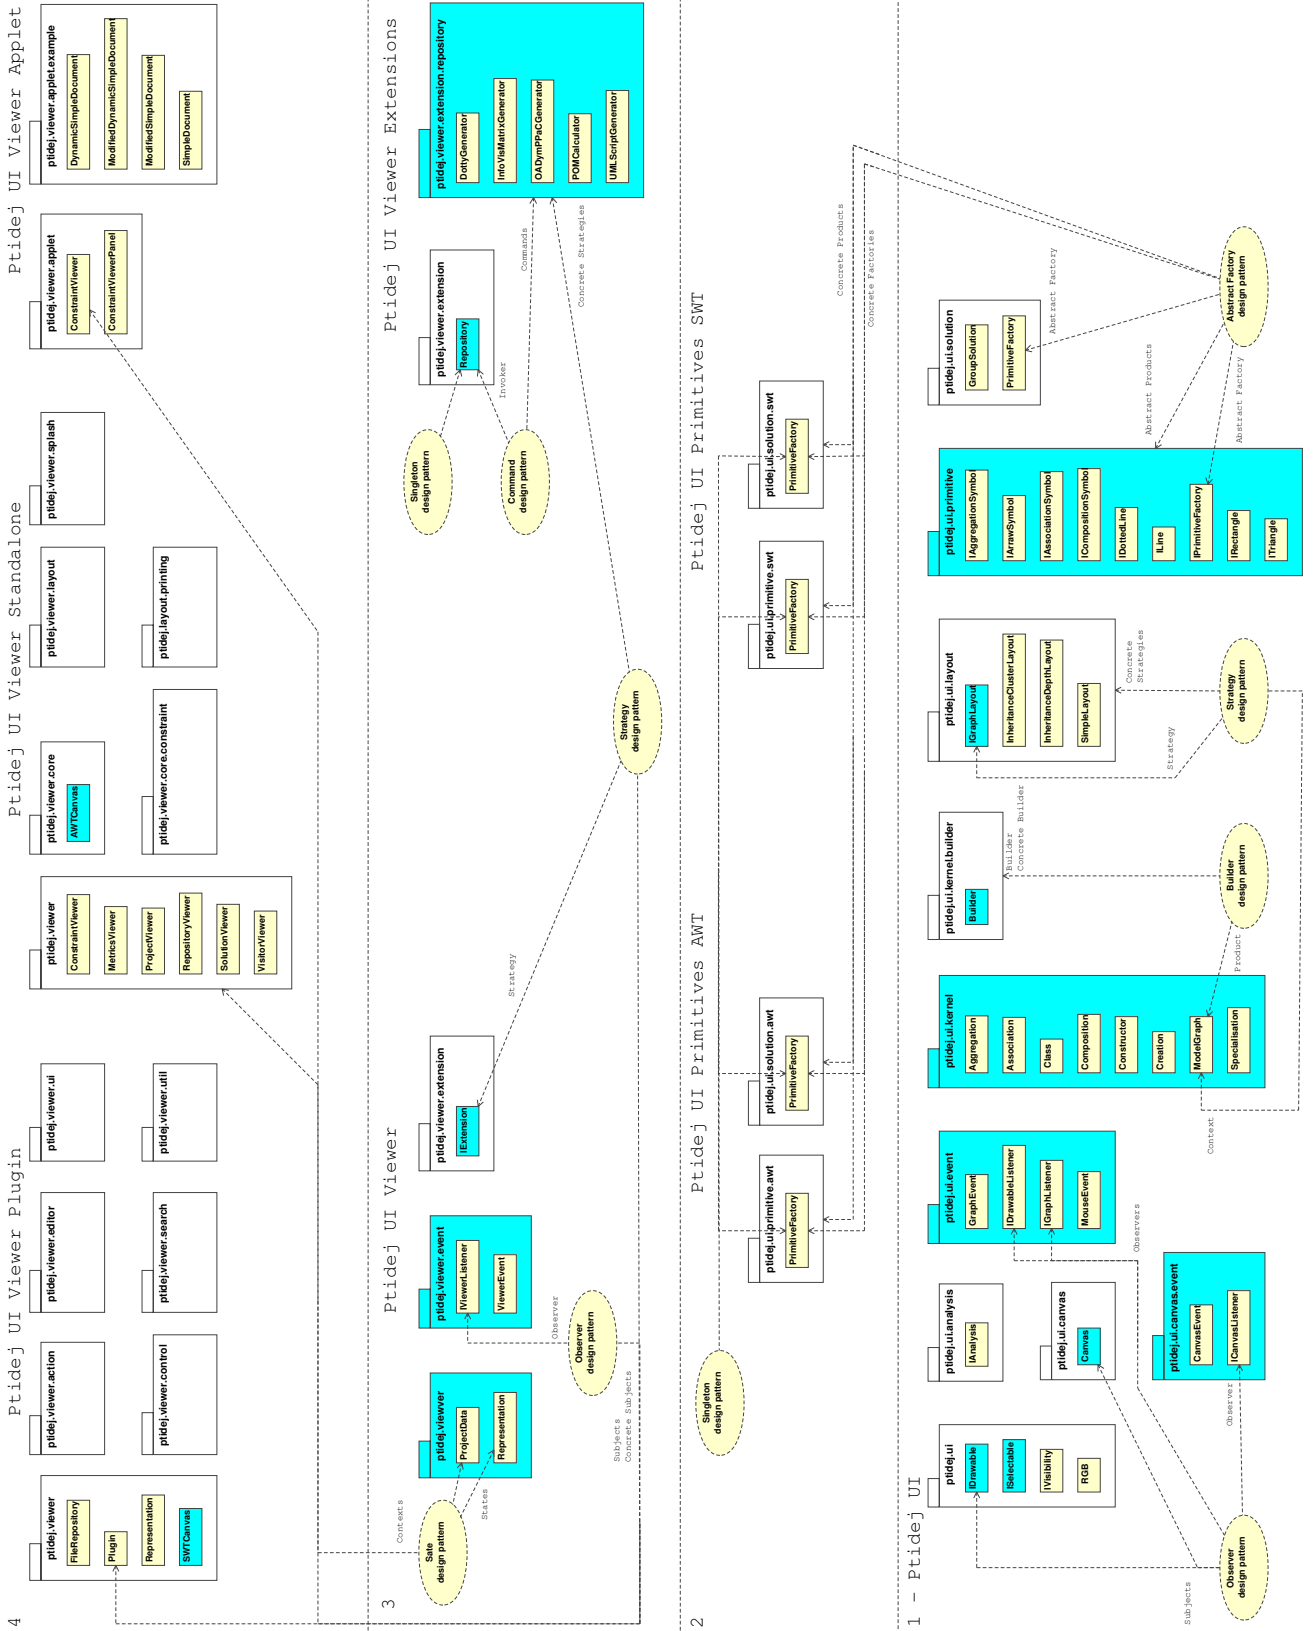 4
Ptidej UI Viewer Plugin
ptidej.viewer
FileRepository
Plugin
Representation
SWTCanvas
ptidej.viewer.action
ptidej.viewer.control
ptidej.viewer.editor
ptidej.viewer.search
ptidej.viewer.ui
ptidej.viewer.util
Ptidej UI Viewer Standalone
ptidej.viewer
ConstraintViewer
MetricsViewer
ProjectViewer
RepositoryViewer
SolutionViewer
VisitorViewer
ptidej.viewer.core
AWTCanvas
ptidej.viewer.core.constraint
ptidej.viewer.layout
ptidej.layout.printing
ptidej.viewer.splash
Ptidej UI Viewer Applet
ptidej.viewer.applet
ConstraintViewer
ConstraintViewerPanel
ptidej.viewer.applet.example
DynamicSimpleDocument
ModifiedDynamicSimpleDocument
ModifiedSimpleDocument
SimpleDocument
3
Ptidej UI Viewer
Contexts
Sate
design pattern
States
ptidej.viewver
ProjectData
Representation
ptidej.viewer.event
IViewerListener
ViewerEvent
Observer
Observer
design pattern
Subjects
Concrete Subjects
ptidej.viewer.extension
IExtension
Strategy
Strategy
design pattern
Ptidej UI Viewer Extensions
Singleton
design pattern
Command
design pattern
ptidej.viewer.extension
Repository
Invoker
Commands
Concrete Strategies
ptidej.viewer.extension.repository
DottyGenerator
InfoVisMatrixGenerator
OADymPPaCGenerator
POMCalculator
UMLScriptGenerator
2
Singleton
design pattern
Ptidej UI Primitives AWT
ptidej.ui.primitive.awt
PrimitiveFactory
ptidej.ui.solution.awt
PrimitiveFactory
Ptidej UI Primitives SWT
ptidej.ui.primitive.swt
PrimitiveFactory
ptidej.ui.solution.swt
PrimitiveFactory
Concrete Products
Concrete Factories
1 - Ptidej UI
ptidej.ui
IDrawable
ISelectable
IVisibility
RGB
Subjects
Observer
design pattern
ptidej.ui.analysis
IAnalysis
ptidej.ui.canvas
Canvas
ptidej.ui.canvas.event
CanvasEvent
ICanvasListener
Observer
Observers
ptidej.ui.event
GraphEvent
IDrawableListener
IGraphListener
MouseEvent
Context
ptidej.ui.kernel
Aggregation
Association
Class
Composition
Constructor
Creation
ModelGraph
Specialisation
Product
ptidej.ui.kernel.builder
Builder
Builder
Concrete Builder
Builder
design pattern
ptidej.ui.layout
IGraphLayout
InheritanceClusterLayout
InheritanceDepthLayout
SimpleLayout
Strategy
Concrete
Strategies
Strategy
design pattern
ptidej.ui.primitive
IAggregationSymbol
IArrawSymbol
IAssociationSymbol
ICompositionSymbol
IDottedLine
ILine
IPrimitiveFactory
IRectangle
ITriangle
Abstract Products
Abstract Factory
ptidej.ui.solution
GroupSolution
PrimitiveFactory
Abstract Factory
Abstract Factory
design pattern